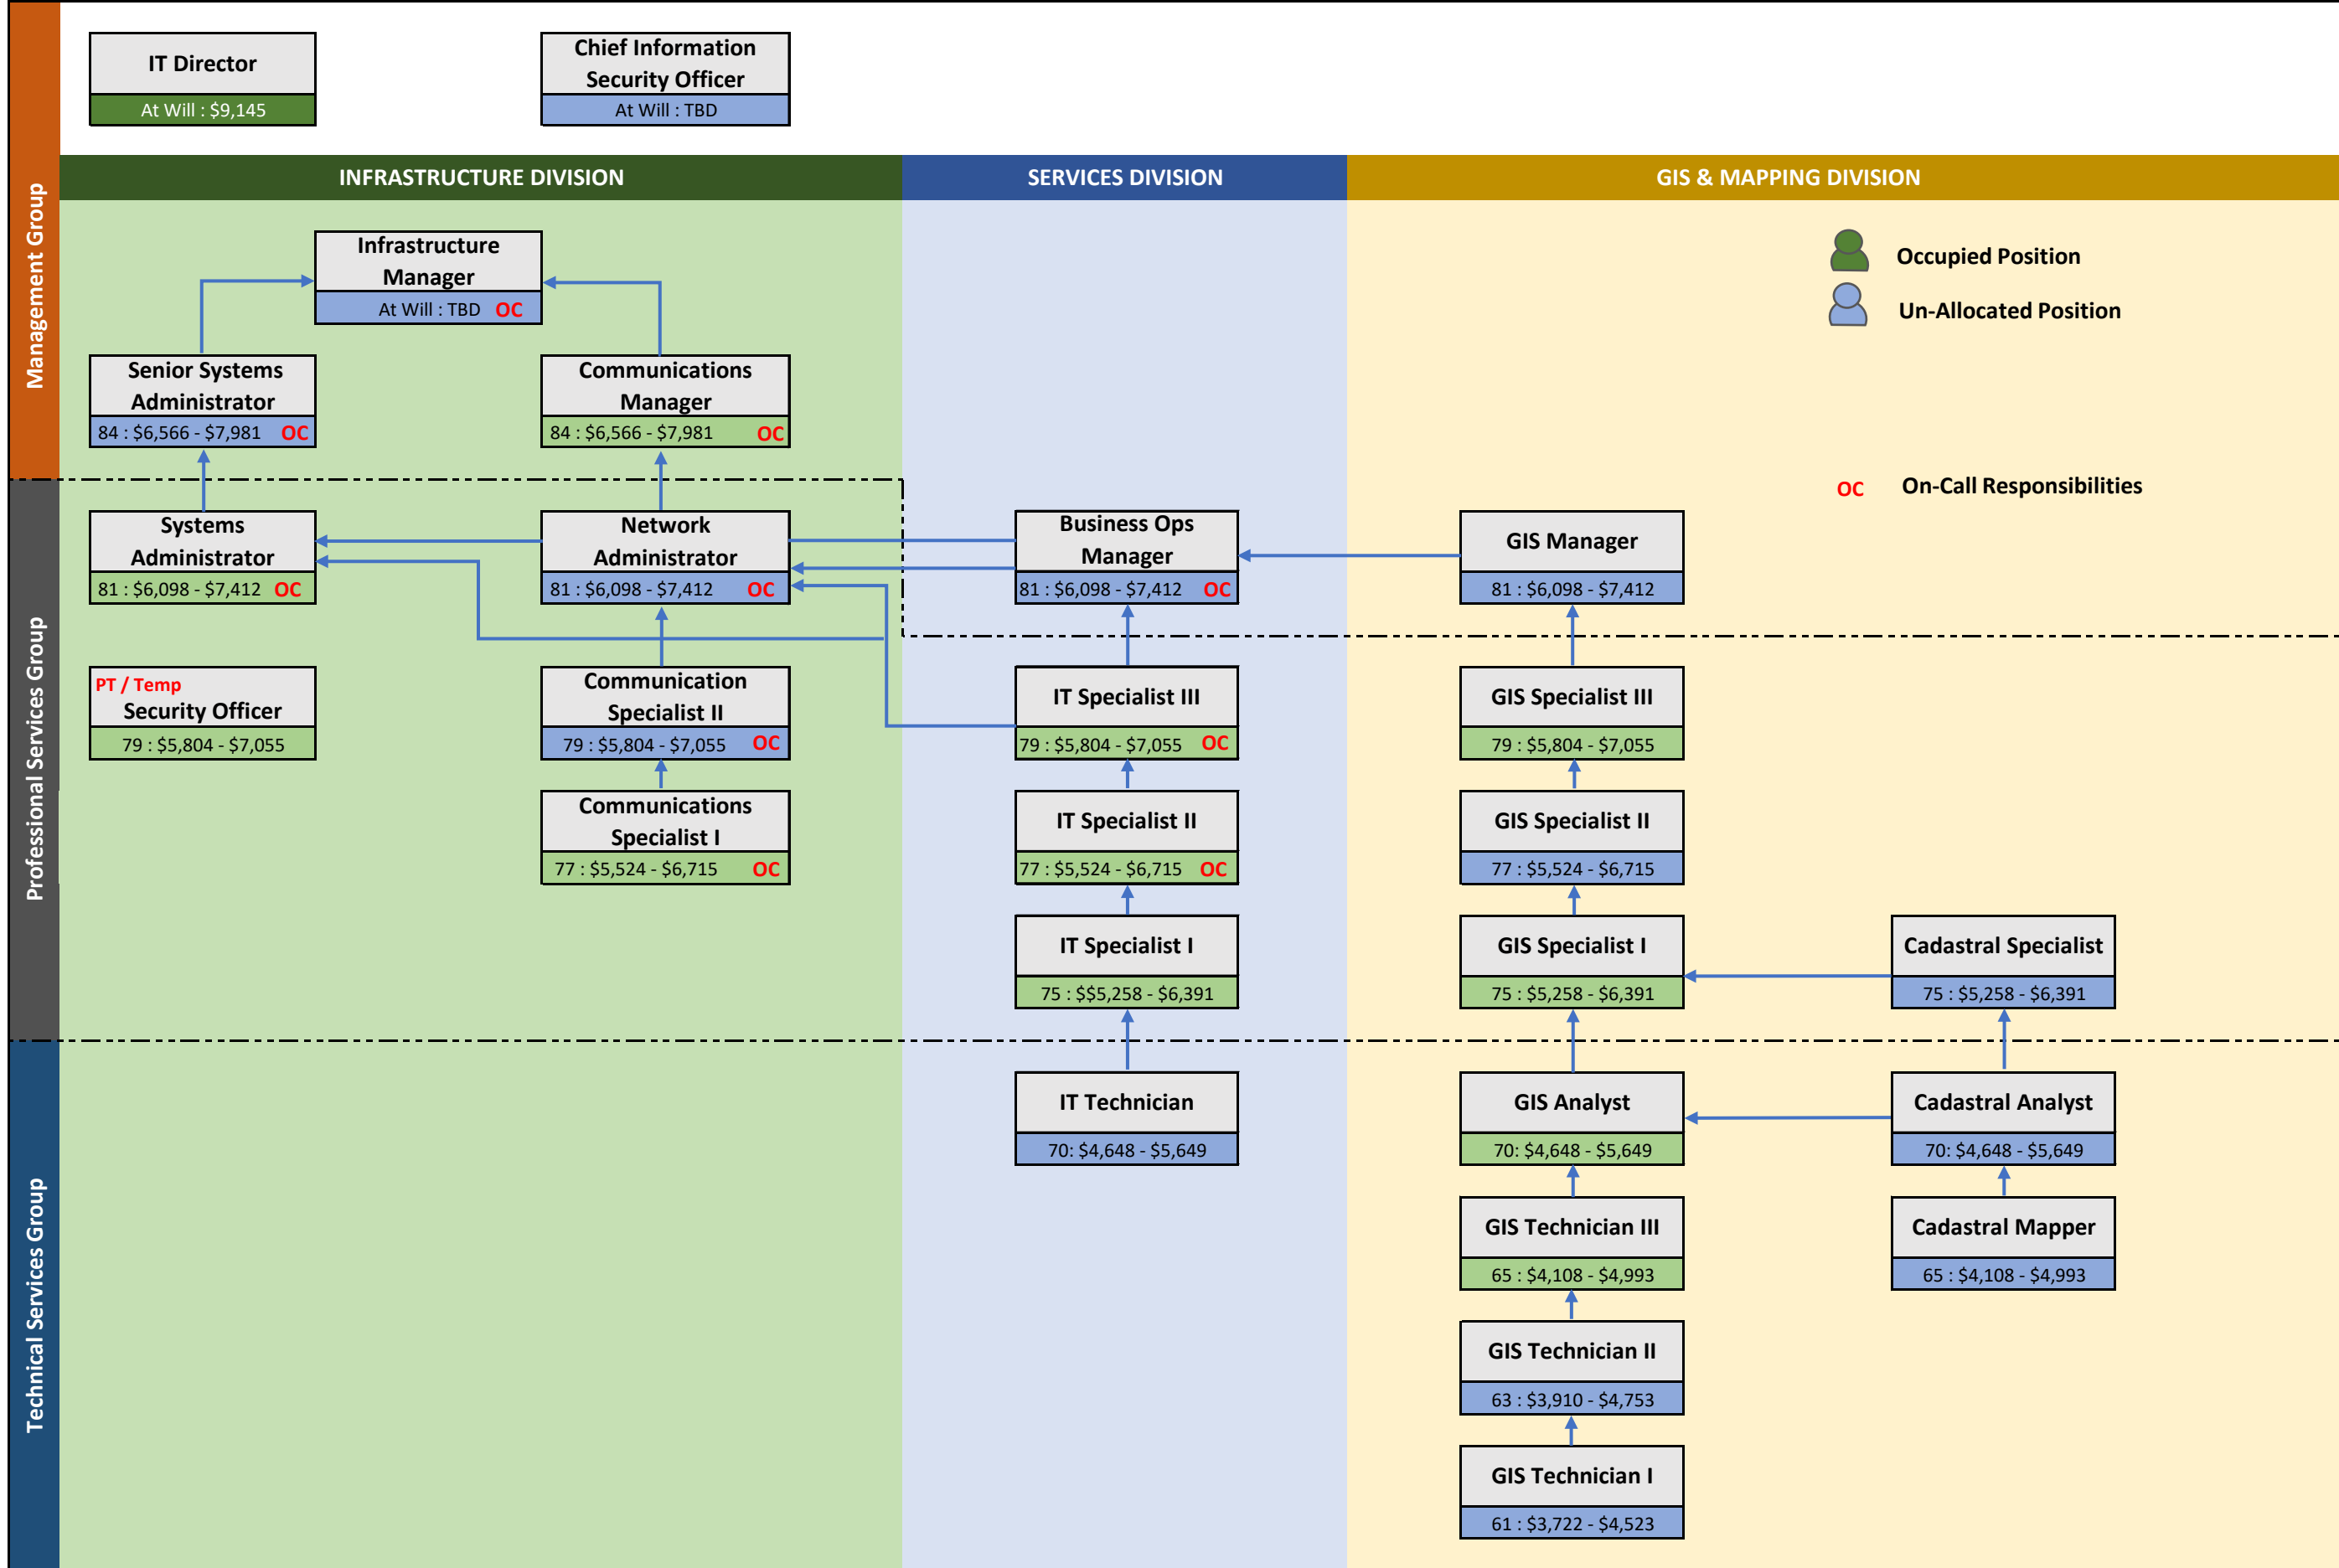 IT Director
At Will : $9,145
Chief Information
Security Officer
At Will : TBD
Management Group
INFRASTRUCTURE DIVISION
SERVICES DIVISION
GIS & MAPPING DIVISION
Infrastructure
Manager
At Will : TBD OC
Occupied Position
Un-Allocated Position
Senior Systems
Administrator
84 : $6,566 - $7,981 OC
Communications
Manager
84 : $6,566 - $7,981 OC
OC On-Call Responsibilities
Professional Services Group
Systems
Administrator
81 : $6,098 - $7,412 OC
Network
Administrator
81 : $6,098 - $7,412 OC
Business Ops
Manager
81 : $6,098 - $7,412 OC
GIS Manager
81 : $6,098 - $7,412
PT / Temp
Security Officer
79 : $5,804 - $7,055
Communication
Specialist II
79 : $5,804 - $7,055 OC
IT Specialist III
79 : $5,804 - $7,055 OC
GIS Specialist III
79 : $5,804 - $7,055
Communications
Specialist I
77 : $5,524 - $6,715 OC
IT Specialist II
77 : $5,524 - $6,715 OC
GIS Specialist II
77 : $5,524 - $6,715
IT Specialist I
75 : $$5,258 - $6,391
GIS Specialist I
75 : $5,258 - $6,391
Cadastral Specialist
75 : $5,258 - $6,391
Technical Services Group
IT Technician
70: $4,648 - $5,649
GIS Analyst
70: $4,648 - $5,649
Cadastral Analyst
70: $4,648 - $5,649
GIS Technician III
65 : $4,108 - $4,993
Cadastral Mapper
65 : $4,108 - $4,993
GIS Technician II
63 : $3,910 - $4,753
GIS Technician I
61 : $3,722 - $4,523